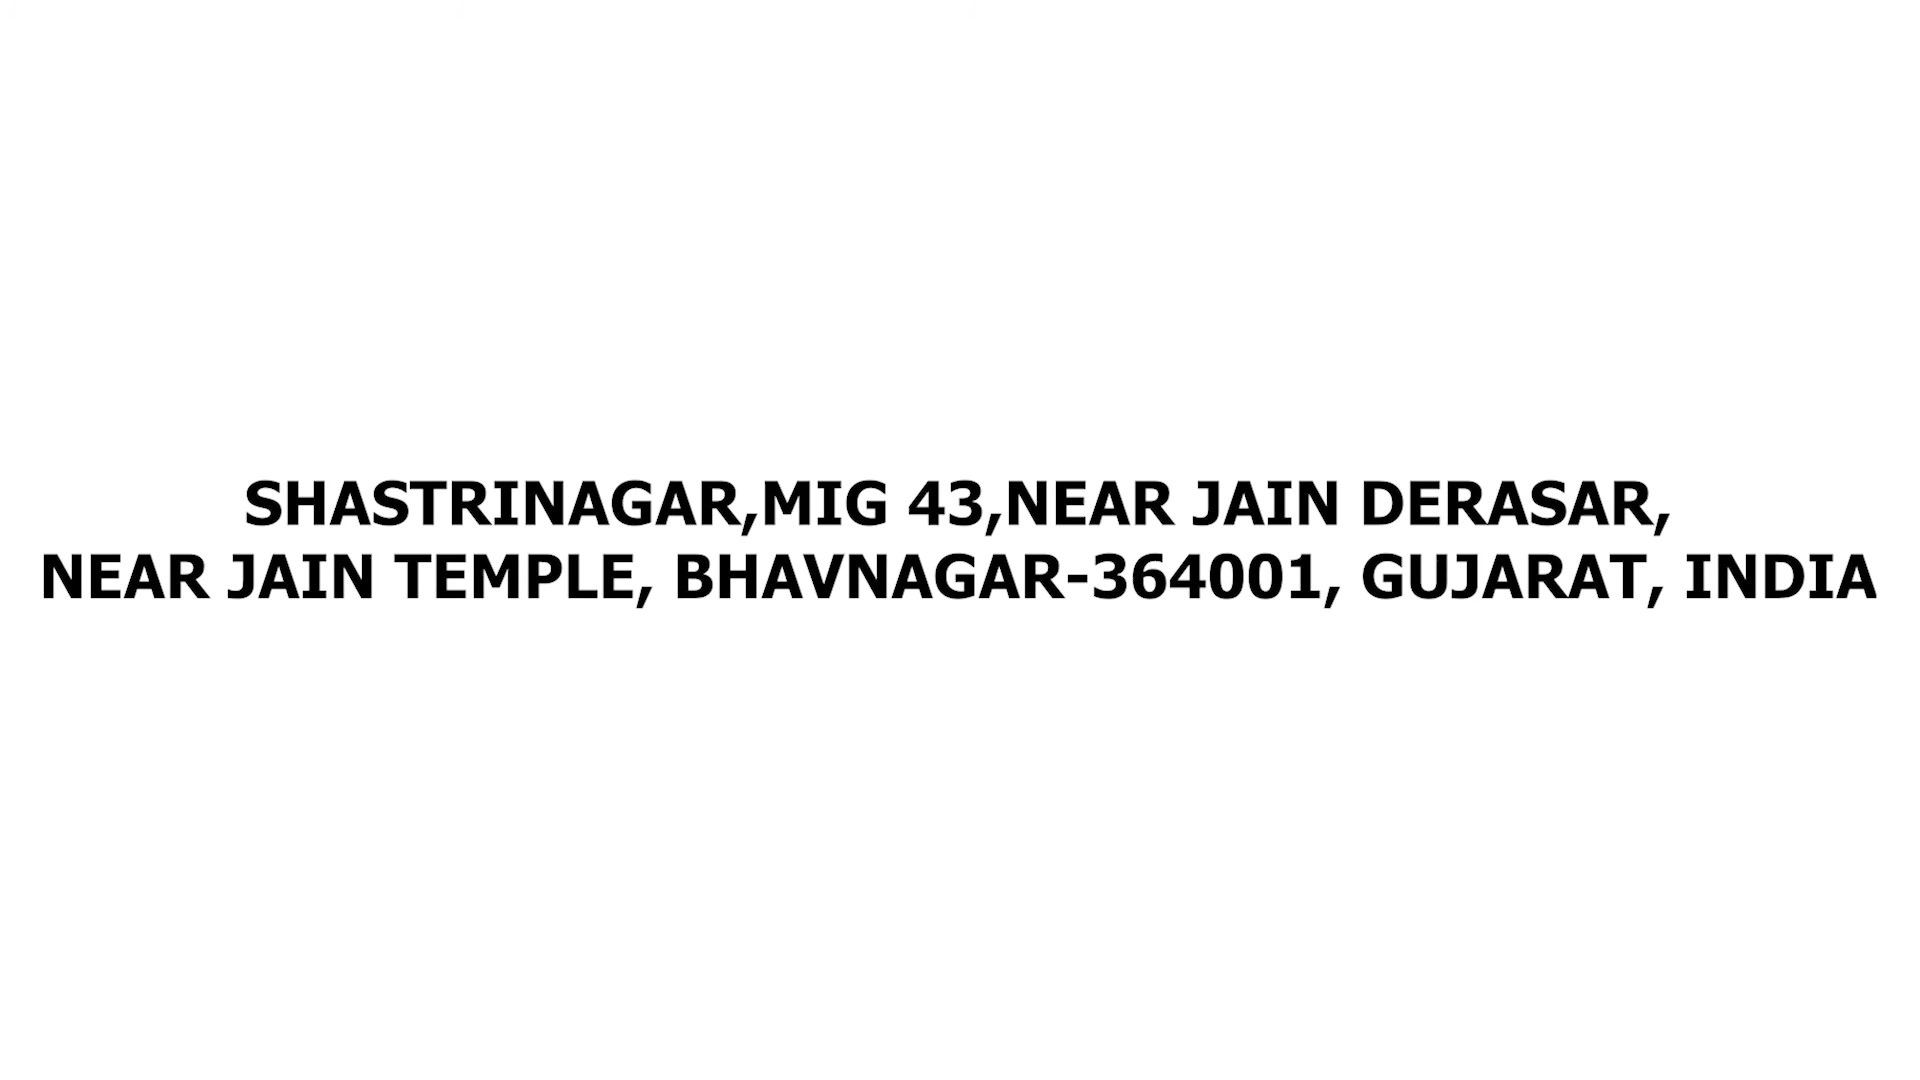 SHASTRINAGAR,MIG 43,NEAR JAIN DERASAR,
NEAR JAIN TEMPLE, BHAVNAGAR-364001, GUJARAT, INDIA